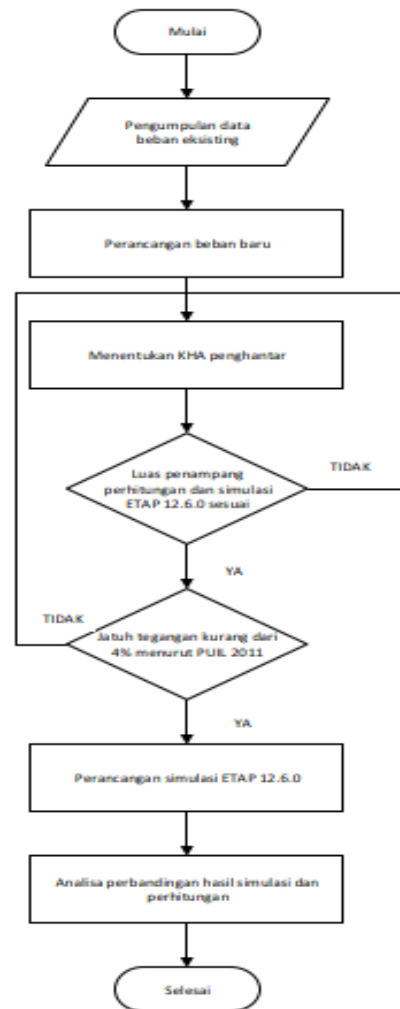 Mulai
Pengumpulan data
beban eksisting
Perancangan beban baru
Menentukan KHA penghantar
Luas penampang
perhitungan dan simulasi
ETAP 12.6.0 sesuai
TIDAK
YA
TIDAK
Jatuh tegangan kurang dari
4% menurut PUIL 2011
YA
Perancangan simulasi ETAP 12.6.0
Analisa perbandingan hasil simulasi dan
perhitungan
Selesai